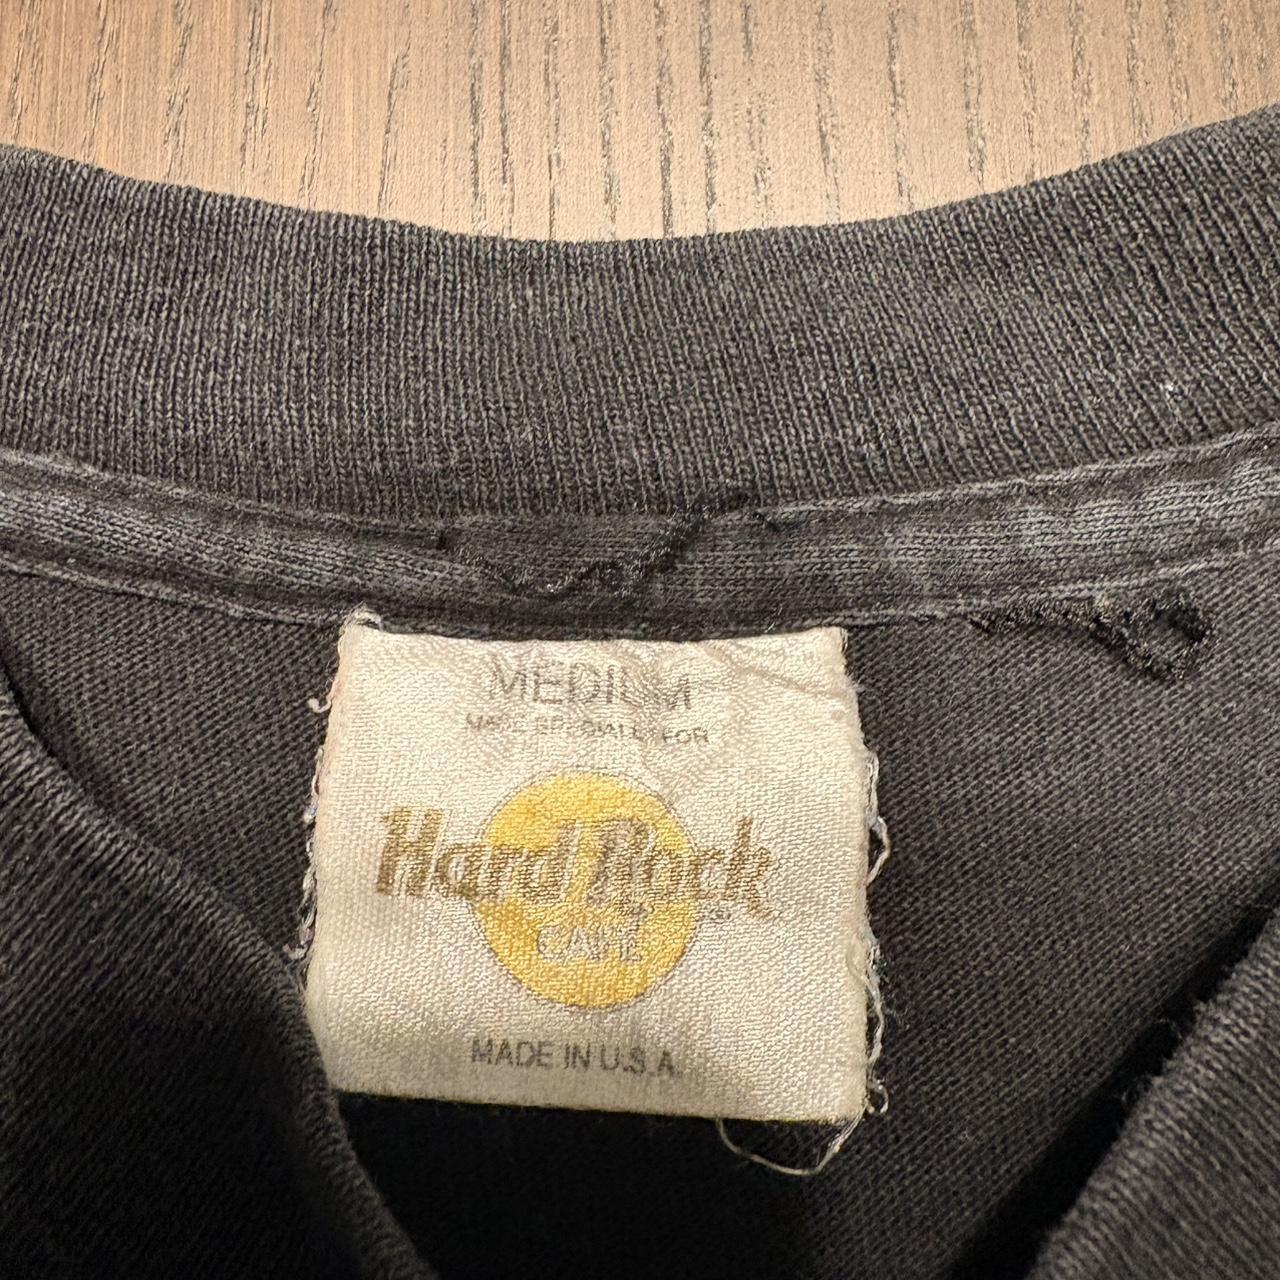 MEDIUM
MADE SPECIALLY FOR
Hard Rock
CAFE
MADE IN U.S.A.